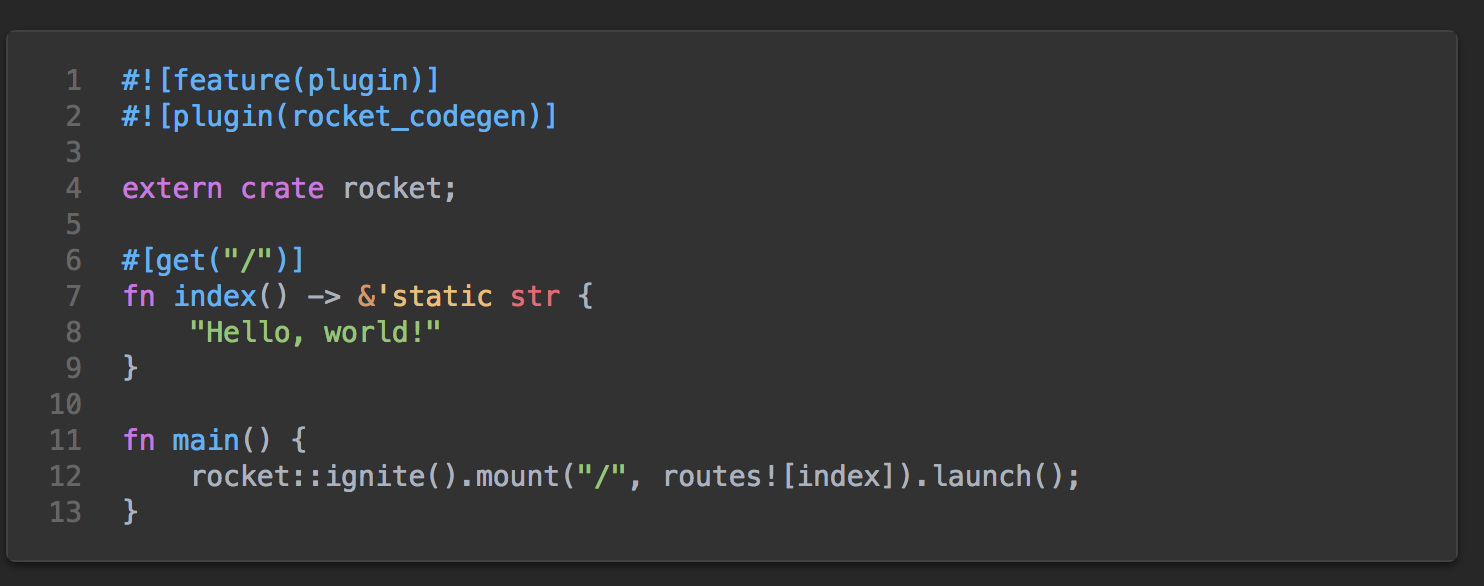 1 #![feature(plugin)]
2 #![plugin(rocket_codegen)]
3
4 extern crate rocket;
5
6 #[get("/")]
7 fn index() -> &'static str {
8     "Hello, world!"
9 }
10
11 fn main() {
12     rocket::ignite().mount("/", routes![index]).launch();
13 }